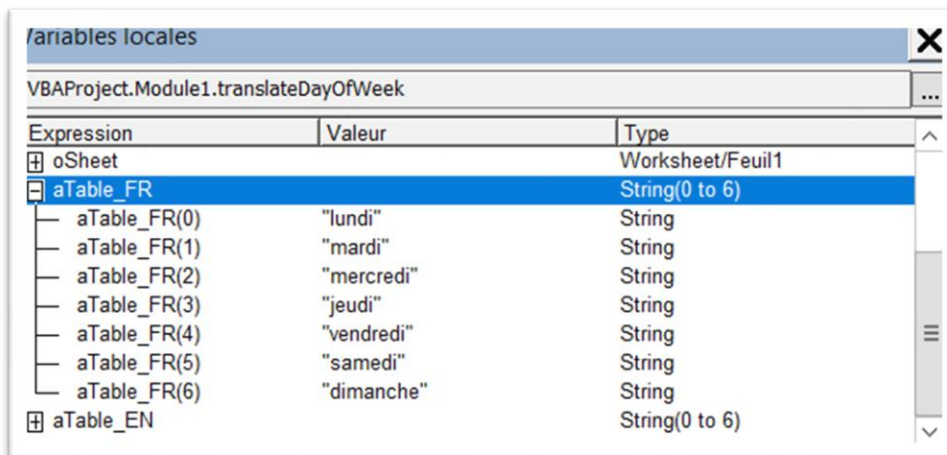 Variables locales
VBAProject.Module1.translateDayOfWeek ...
Expression Valeur Type
oSheet Worksheet/Feuil1
aTable_FR String(0 to 6)
aTable_FR(0) "lundi" String
aTable_FR(1) "mardi" String
aTable_FR(2) "mercredi" String
aTable_FR(3) "jeudi" String
aTable_FR(4) "vendredi" String
aTable_FR(5) "samedi" String
aTable_FR(6) "dimanche" String
aTable_EN String(0 to 6)